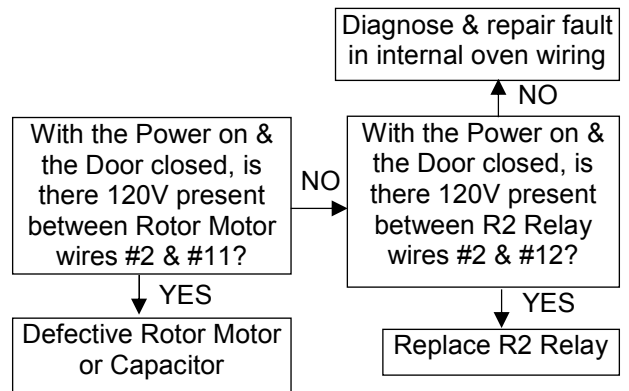 Diagnose & repair fault
in internal oven wiring
NO
With the Power on &
the Door closed, is
there 120V present
between Rotor Motor
wires #2 & #11?
NO
With the Power on &
the Door closed, is
there 120V present
between R2 Relay
wires #2 & #12?
YES
Defective Rotor Motor
or Capacitor
YES
Replace R2 Relay